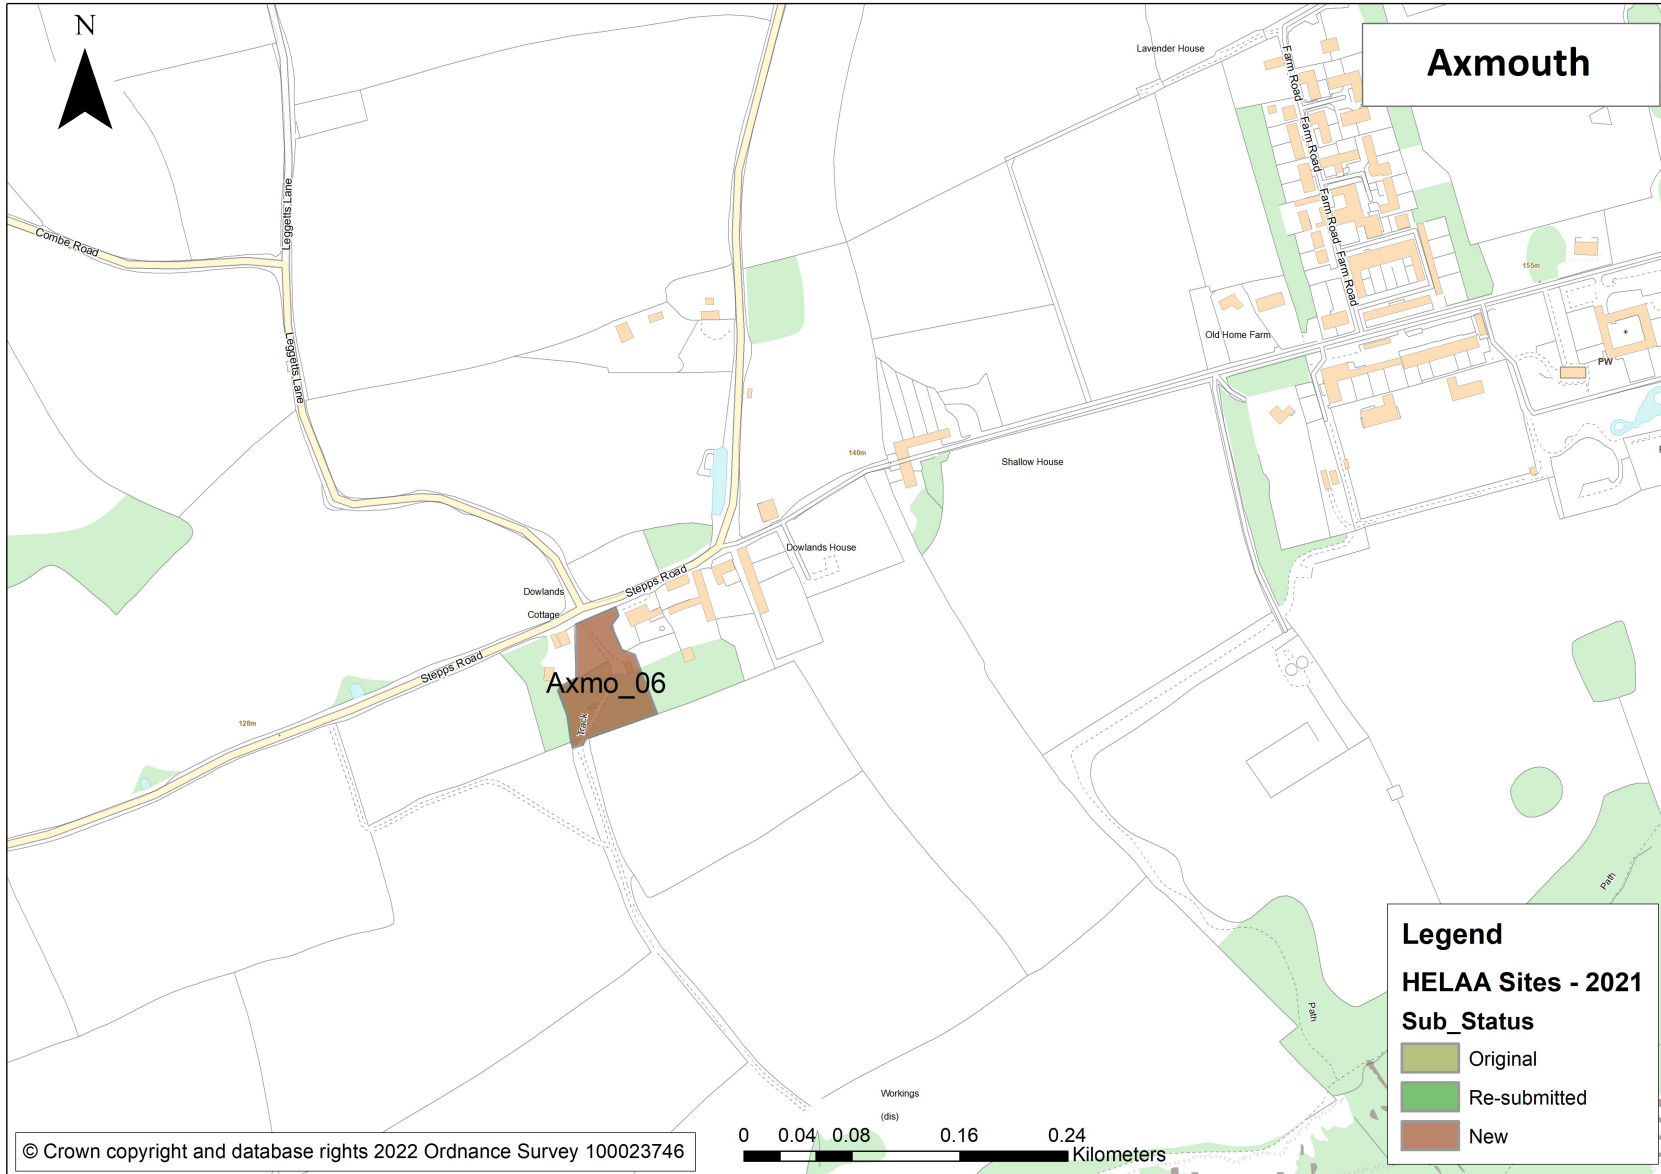 N
Axmouth
Lavender House
Farm Road
Farm Road
Farm Road
Farm Road
Leggetts Lane
Combe Road
155m
Old Home Farm
Leggetts Lane
PW
140m
Shallow House
Dowlands House
Stepps Road
Dowlands
Cottage
Stepps Road
Axmo_06
Track
128m
Path
Path
Workings
(dis)
Legend
HELAA Sites - 2021
Sub_Status
Original
Re-submitted
New
0 0.04 0.08 0.16 0.24
Kilometers
© Crown copyright and database rights 2022 Ordnance Survey 100023746